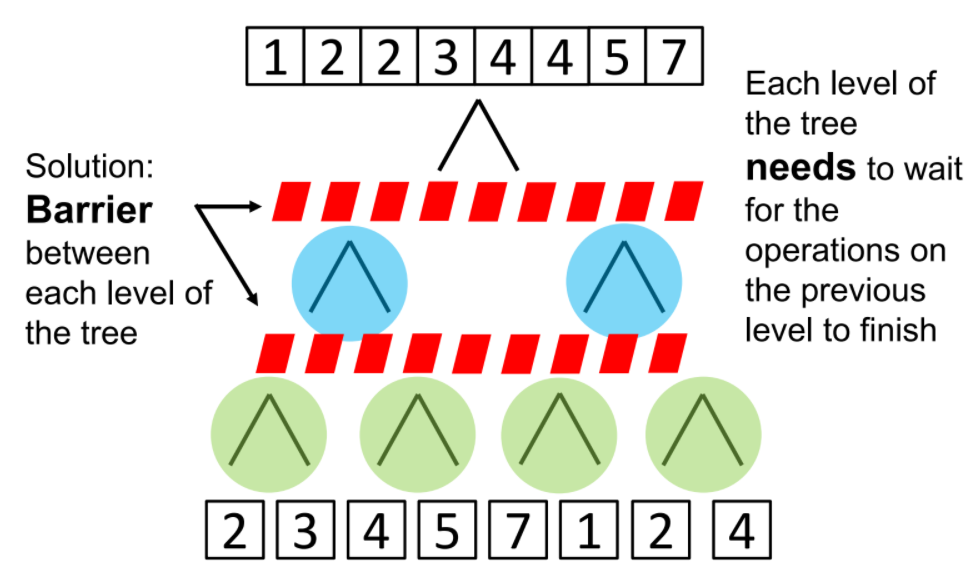 1 2 2 3 4 4 5 7
Solution:
Barrier
between
each level of
the tree
Each level of
the tree
needs to wait
for the
operations on
the previous
level to finish
2 3 4 5 7 1 2 4